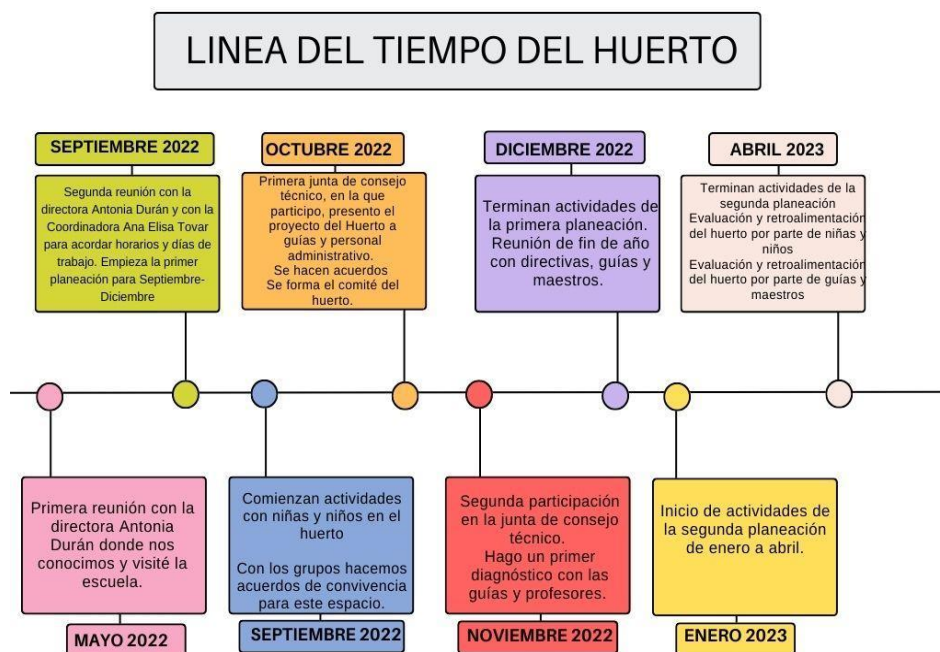 LINEA DEL TIEMPO DEL HUERTO
SEPTIEMBRE 2022
Segunda reunión con la
directora Antonia Durán y con la
Coordinadora Ana Elisa Tovar
para acordar horarios y días de
trabajo. Empieza la primer
planeación para Septiembre-
Diciembre
OCTUBRE 2022
Primera junta de consejo
técnico, en la que
participo, presento el
proyecto del Huerto a
guías y personal
administrativo.
Se hacen acuerdos
Se forma el comité del
huerto.
DICIEMBRE 2022
Terminan actividades de
la primera planeación.
Reunión de fin de año
con directivas, guías y
maestros.
ABRIL 2023
Terminan actividades de la
segunda planeación
Evaluación y retroalimentación
del huerto por parte de niñas y
niños
Evaluación y retroalimentación
del huerto por parte de guías y
maestros
Primera reunión con la
directora Antonia
Durán donde nos
conocimos y visité la
escuela.
MAYO 2022
Comienzan actividades
con niñas y niños en el
huerto
Con los grupos hacemos
acuerdos de convivencia
para este espacio.
SEPTIEMBRE 2022
Segunda participación
en la junta de consejo
técnico.
Hago un primer
diagnóstico con las
guías y profesores.
NOVIEMBRE 2022
Inicio de actividades de
la segunda planeación
de enero a abril.
ENERO 2023